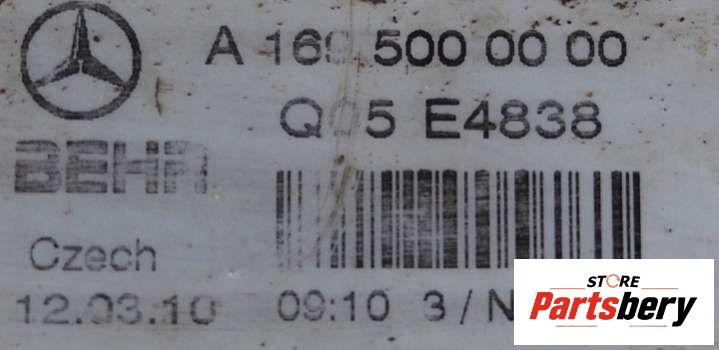 A 169 500 00 00
Q05 E4838
BEHR
Czech
12.03.10 09:10 3 / N
STORE
Partsbery